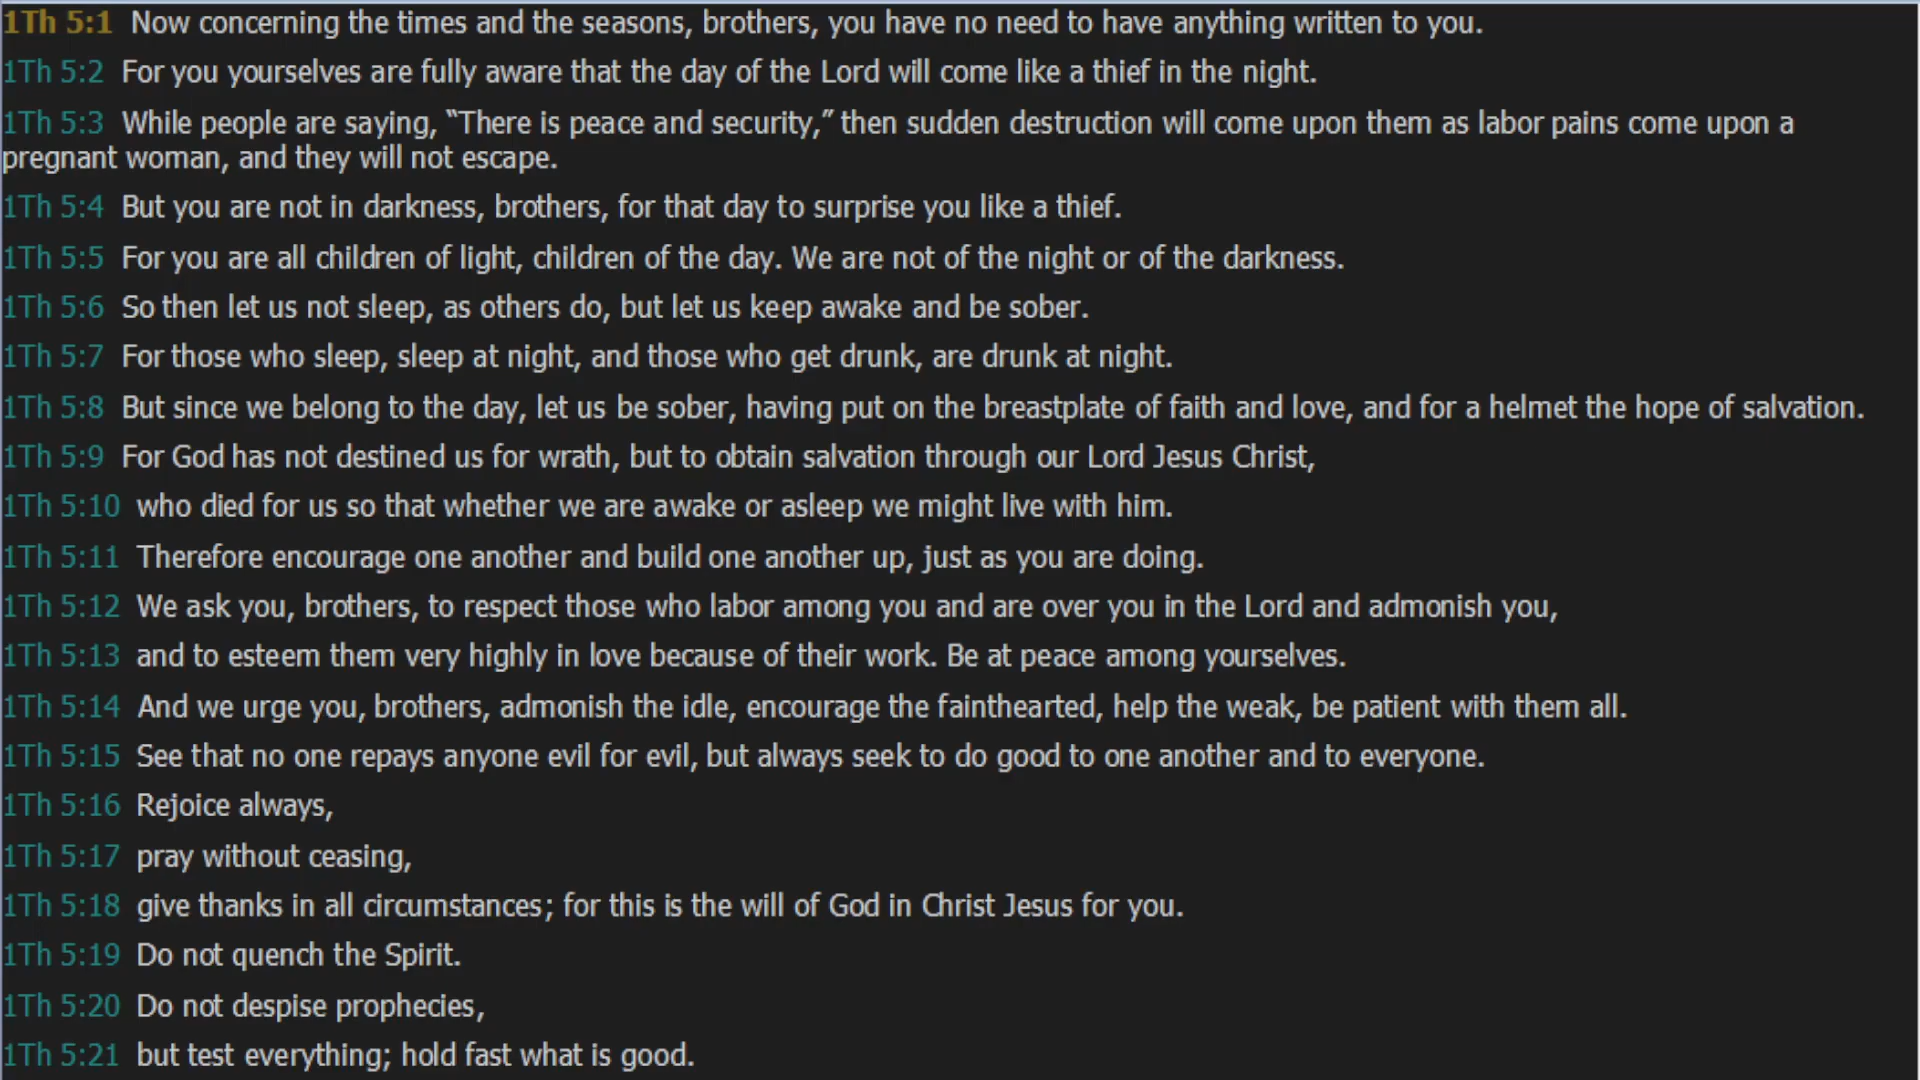 1Th 5:1 Now concerning the times and the seasons, brothers, you have no need to have anything written to you.
1Th 5:2 For you yourselves are fully aware that the day of the Lord will come like a thief in the night.
1Th 5:3 While people are saying, “There is peace and security,” then sudden destruction will come upon them as labor pains come upon a
pregnant woman, and they will not escape.
1Th 5:4 But you are not in darkness, brothers, for that day to surprise you like a thief.
1Th 5:5 For you are all children of light, children of the day. We are not of the night or of the darkness.
1Th 5:6 So then let us not sleep, as others do, but let us keep awake and be sober.
1Th 5:7 For those who sleep, sleep at night, and those who get drunk, are drunk at night.
1Th 5:8 But since we belong to the day, let us be sober, having put on the breastplate of faith and love, and for a helmet the hope of salvation.
1Th 5:9 For God has not destined us for wrath, but to obtain salvation through our Lord Jesus Christ,
1Th 5:10 who died for us so that whether we are awake or asleep we might live with him.
1Th 5:11 Therefore encourage one another and build one another up, just as you are doing.
1Th 5:12 We ask you, brothers, to respect those who labor among you and are over you in the Lord and admonish you,
1Th 5:13 and to esteem them very highly in love because of their work. Be at peace among yourselves.
1Th 5:14 And we urge you, brothers, admonish the idle, encourage the fainthearted, help the weak, be patient with them all.
1Th 5:15 See that no one repays anyone evil for evil, but always seek to do good to one another and to everyone.
1Th 5:16 Rejoice always,
1Th 5:17 pray without ceasing,
1Th 5:18 give thanks in all circumstances; for this is the will of God in Christ Jesus for you.
1Th 5:19 Do not quench the Spirit.
1Th 5:20 Do not despise prophecies,
1Th 5:21 but test everything; hold fast what is good.